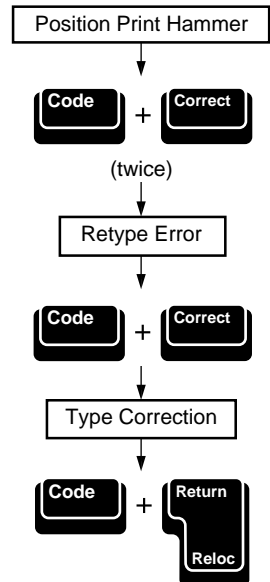 Position Print Hammer
Code + Correct
(twice)
Retype Error
Code + Correct
Type Correction
Code + Return
Reloc